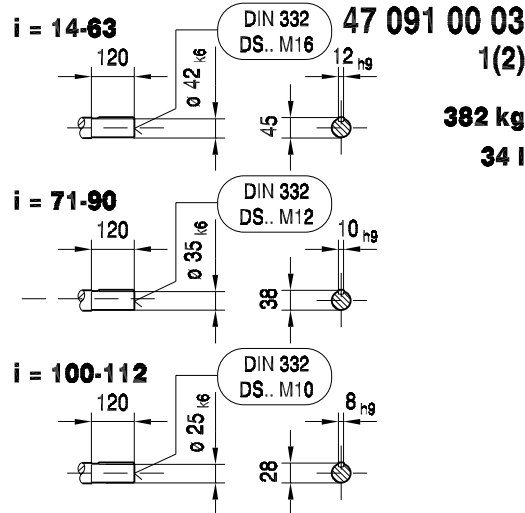 i = 14-63
DIN 332
DS.. M16
47 091 00 03
1(2)
120
ø 42 k6
45
12 h9
382 kg
34 l
i = 71-90
DIN 332
DS.. M12
120
ø 35 k6
38
10 h9
i = 100-112
DIN 332
DS.. M10
120
ø 25 k6
28
8 h9